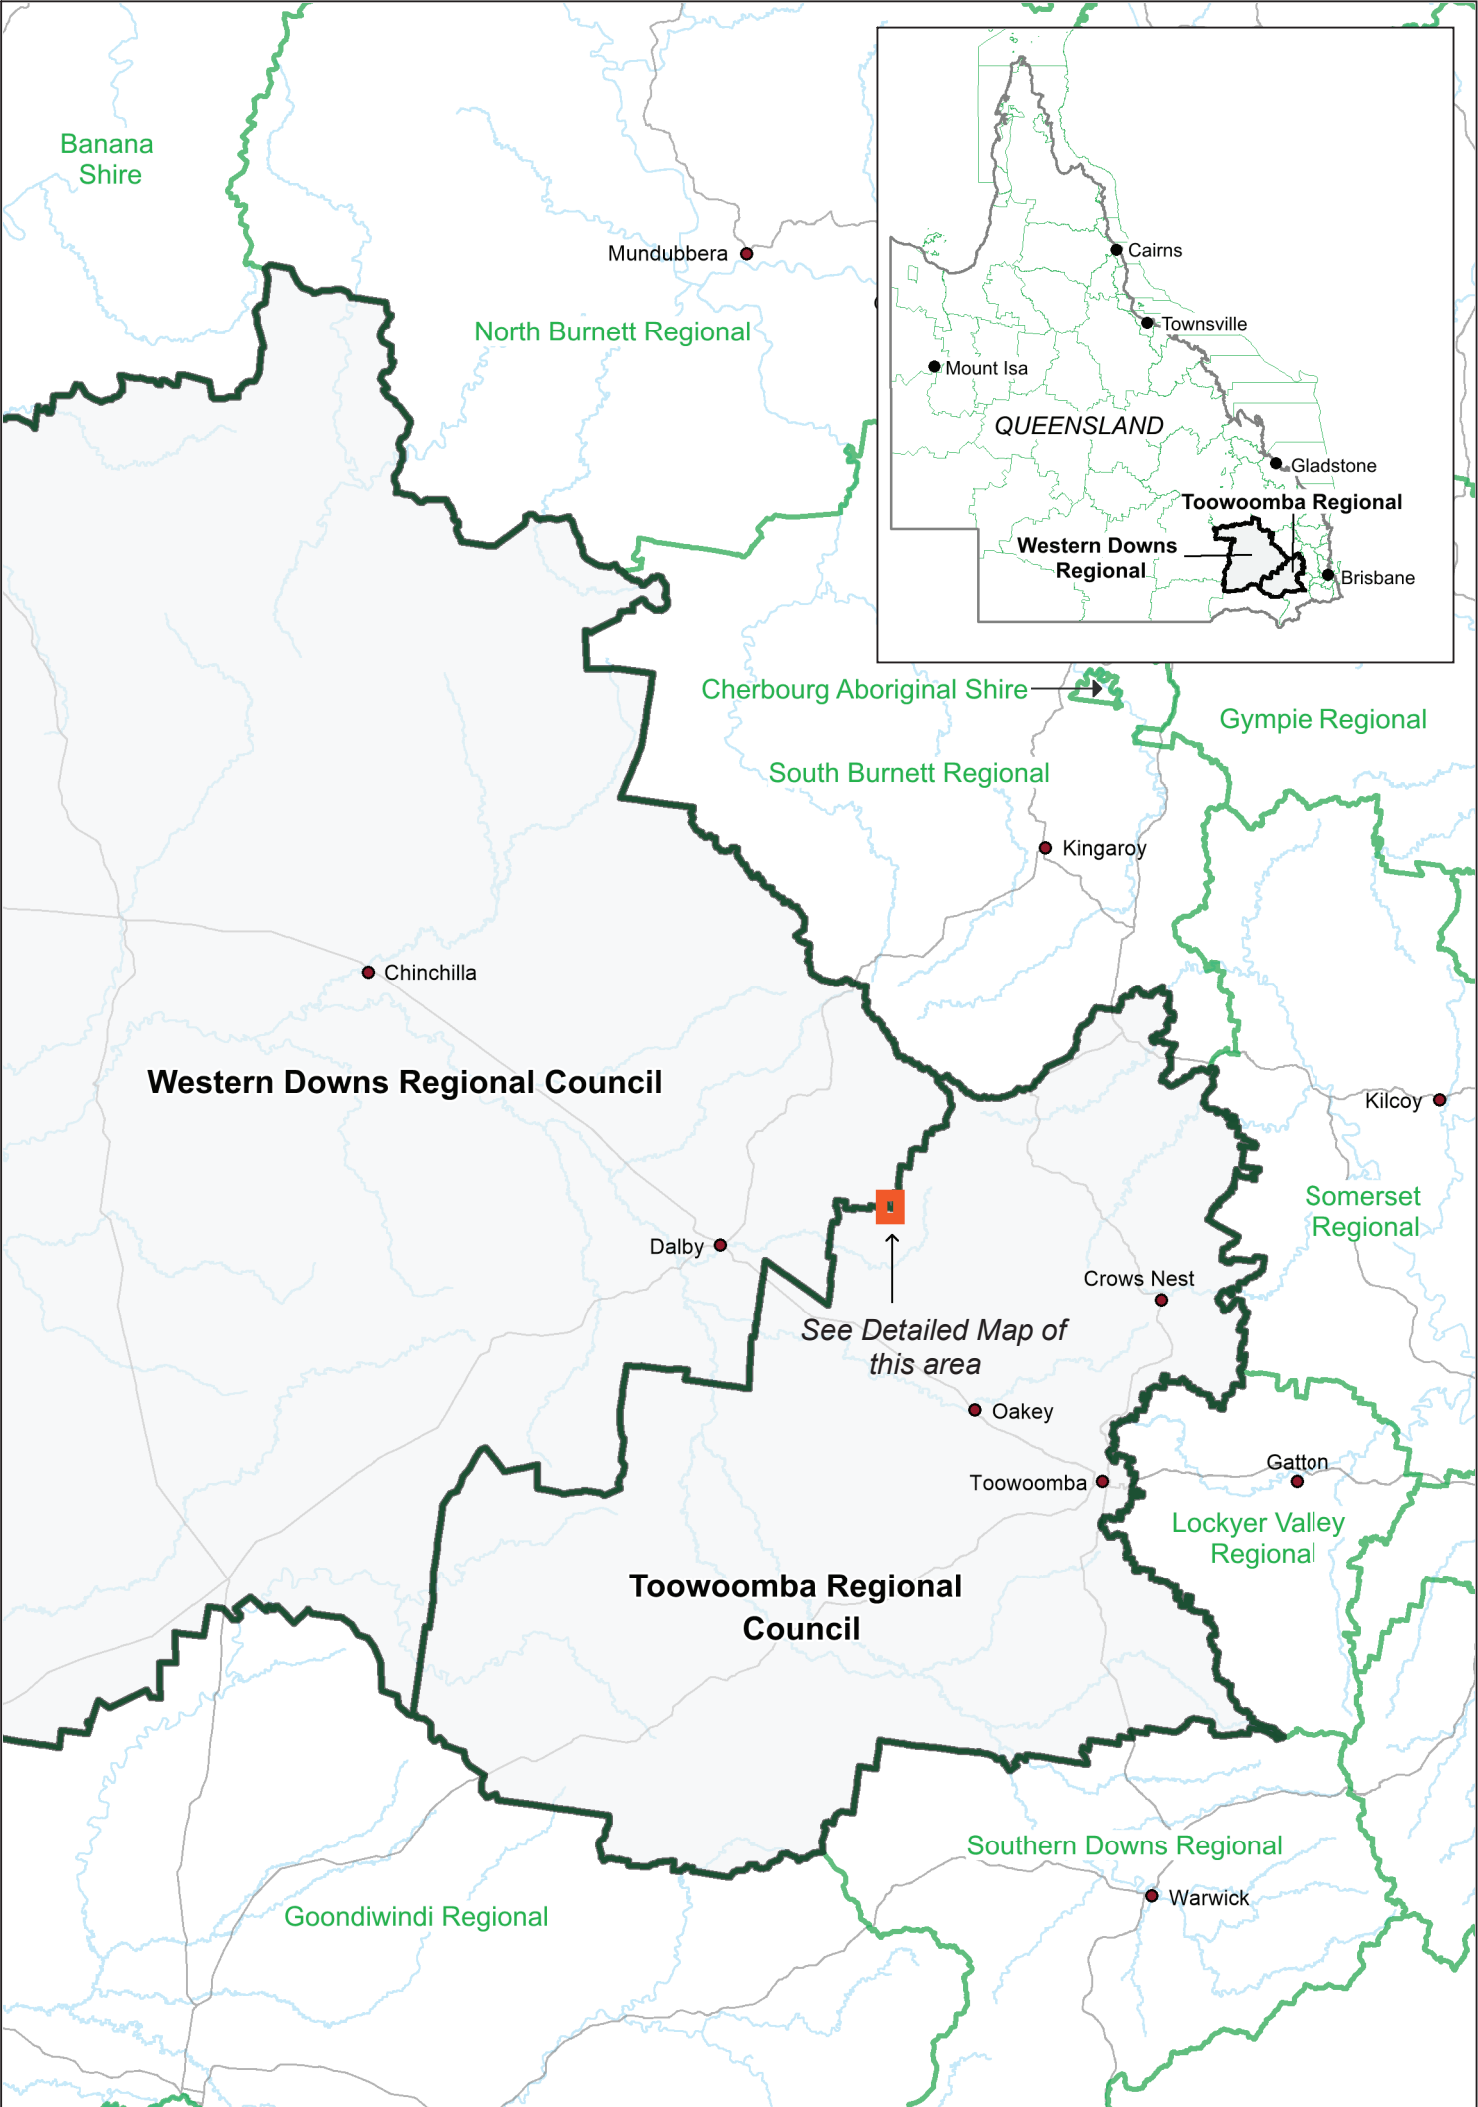 Banana
Shire
Mundubbera
North Burnett Regional
Cairns
Townsville
Mount Isa
QUEENSLAND
Gladstone
Toowoomba Regional
Western Downs
Regional
Brisbane
Cherbourg Aboriginal Shire
Gympie Regional
South Burnett Regional
Kingaroy
Chinchilla
Western Downs Regional Council
Kilcoy
Somerset
Regional
Dalby
Crows Nest
See Detailed Map of
this area
Oakey
Gatton
Toowoomba
Lockyer Valley
Regional
Toowoomba Regional
Council
Southern Downs Regional
Warwick
Goondiwindi Regional